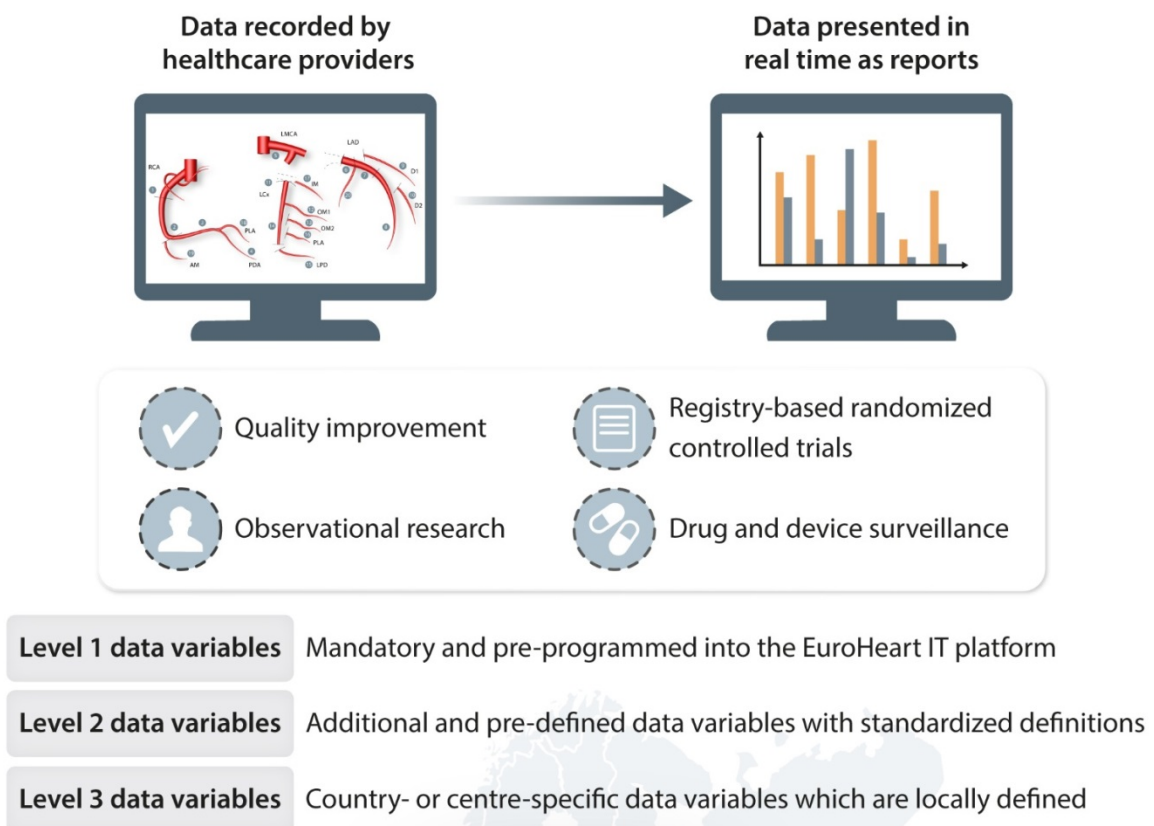 Data recorded by
healthcare providers
Data presented in
real time as reports
LMCA
LAD
RCA
D1
IM
LCx
D2
OM1
OM2
PLA
PLA
AM
PDA
LPD
Quality improvement
Registry-based randomized
controlled trials
Observational research
Drug and device surveillance
Level 1 data variables Mandatory and pre-programmed into the EuroHeart IT platform
Level 2 data variables Additional and pre-defined data variables with standardized definitions
Level 3 data variables Country- or centre-specific data variables which are locally defined